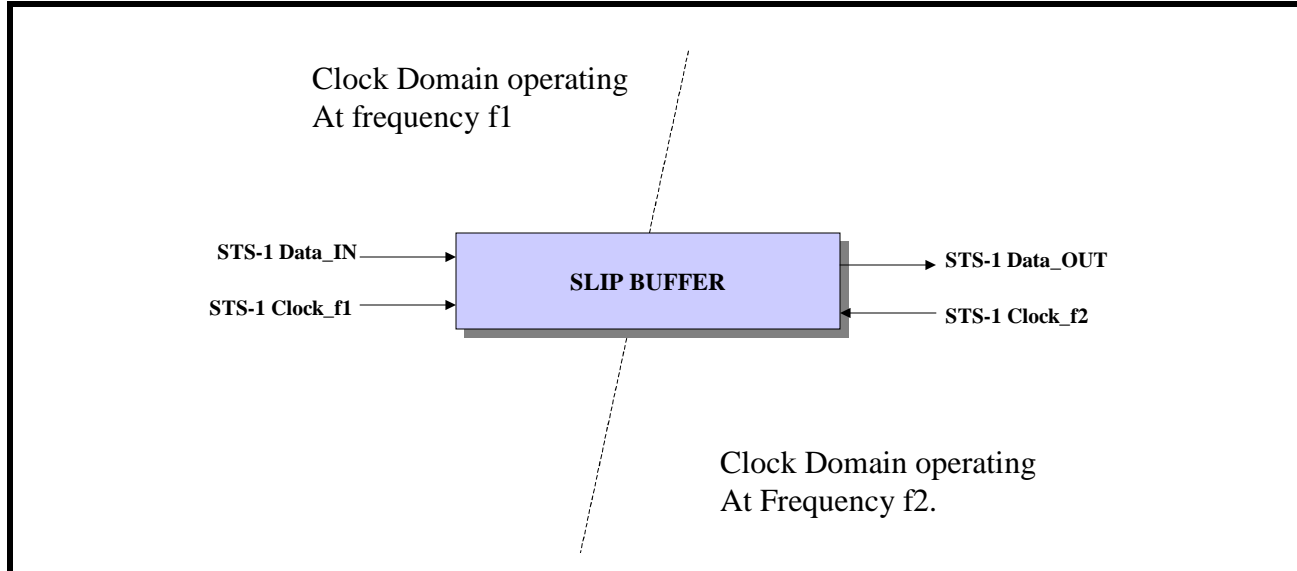 Clock Domain operating
At frequency f1
STS-1 Data_IN
STS-1 Clock_f1
SLIP BUFFER
STS-1 Data_OUT
STS-1 Clock_f2
Clock Domain operating
At Frequency f2.